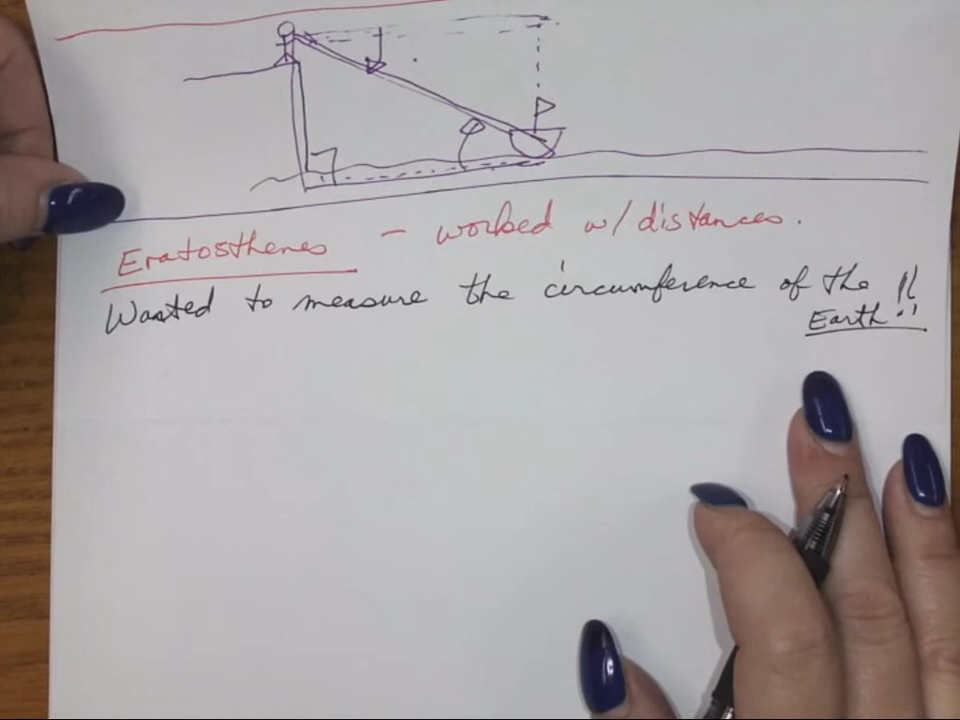 Eratosthenes - worked w/ distances.
Wanted to measure the circumference of the
Earth!!